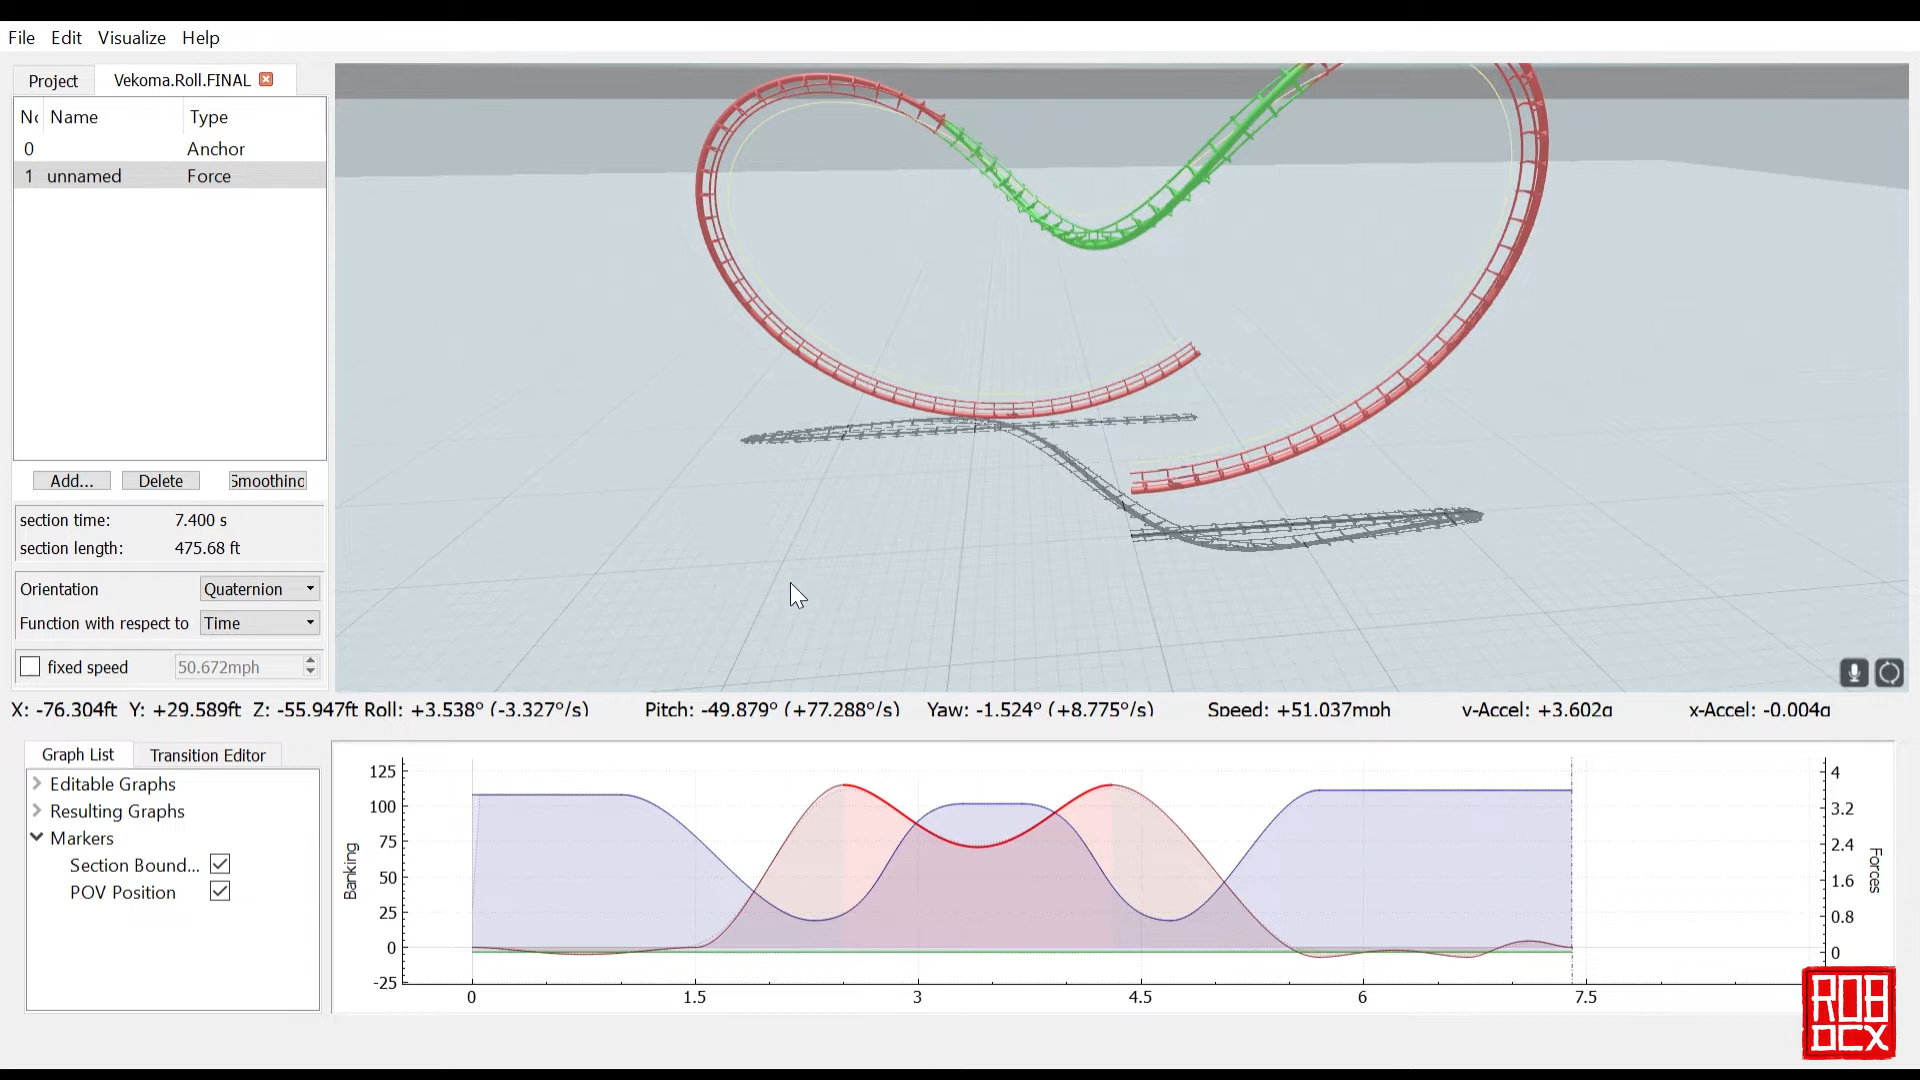 File Edit Visualize Help
Project Vekoma.Roll.FINAL
Nc Name Type
0 Anchor
1 unnamed Force
Add... Delete Smoothing
section time: 7.400 s
section length: 475.68 ft
Orientation Quaternion
Function with respect to Time
fixed speed 50.672mph
X: -76.304ft Y: +29.589ft Z: -55.947ft Roll: +3.538° (-3.327°/s) Pitch: -49.879° (+77.288°/s) Yaw: -1.524° (+8.775°/s) Speed: +51.037mph v-Accel: +3.602g x-Accel: -0.004g
Graph List Transition Editor
Editable Graphs
Resulting Graphs
Markers
Section Bound...
POV Position
Banking
125
100
75
50
25
0
-25
0 1.5 3 4.5 6 7.5
4
3.2
2.4
1.6
0.8
0
Forces
ROB
DCX